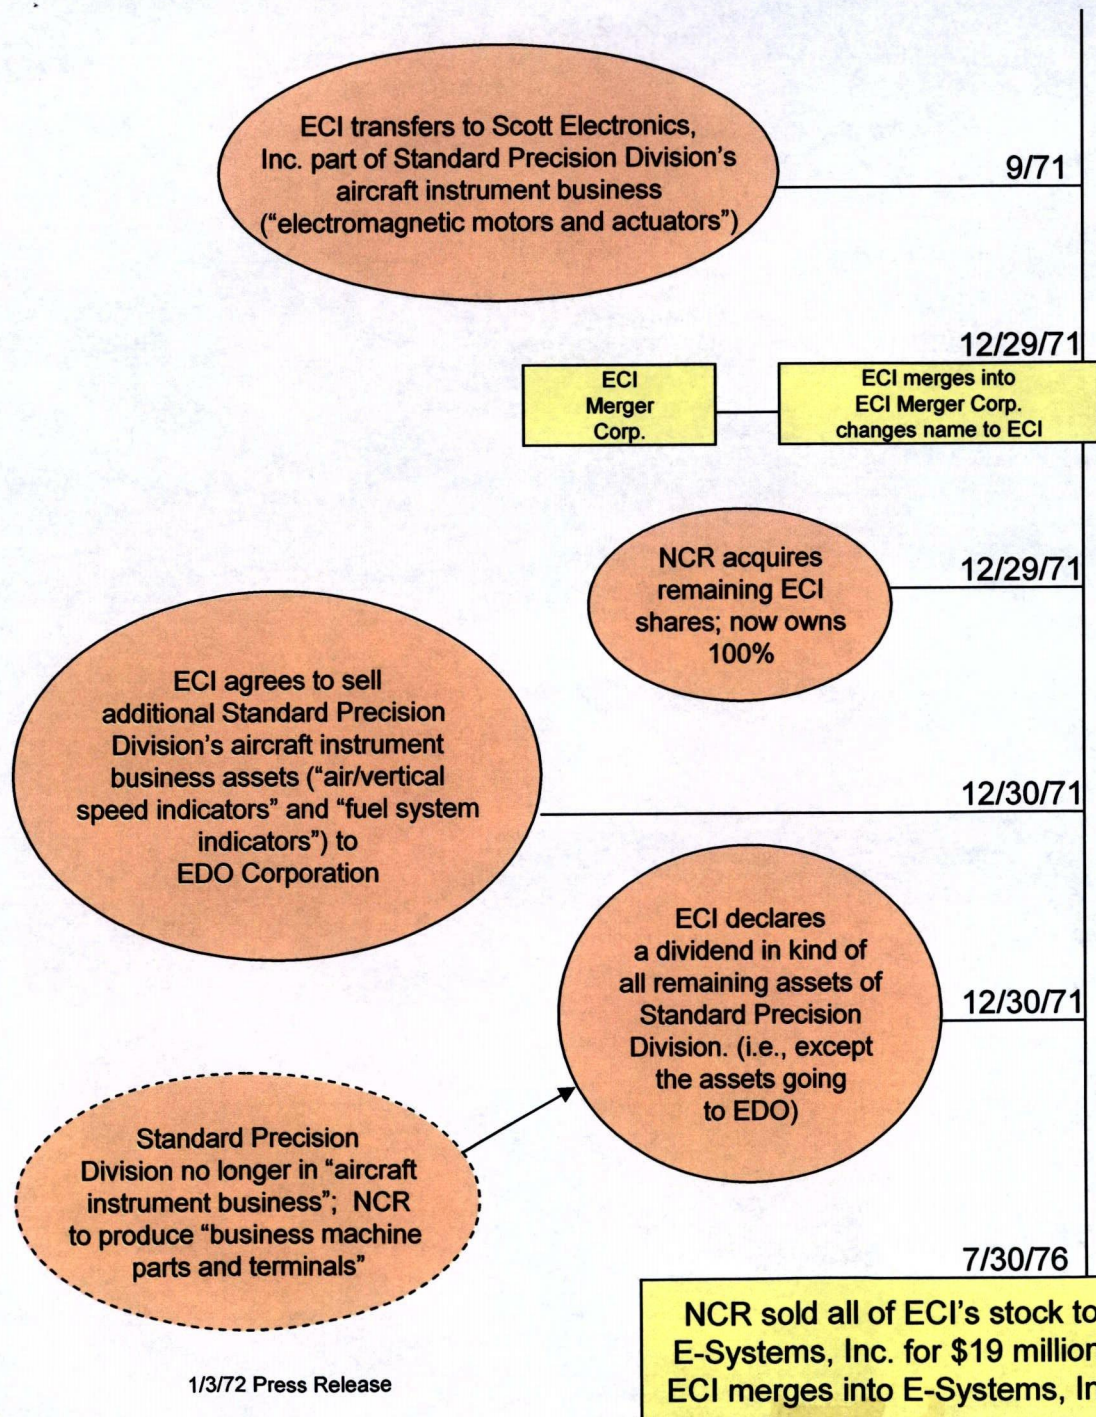 ECI transfers to Scott Electronics,
Inc. part of Standard Precision Division's
aircraft instrument business
(“electromagnetic motors and actuators”)
9/71
12/29/71
ECI
Merger
Corp.
ECI merges into
ECI Merger Corp.
changes name to ECI
NCR acquires
remaining ECI
shares; now owns
100%
12/29/71
ECI agrees to sell
additional Standard Precision
Division's aircraft instrument
business assets (“air/vertical
speed indicators” and “fuel system
indicators”) to
EDO Corporation
12/30/71
ECI declares
a dividend in kind of
all remaining assets of
Standard Precision
Division. (i.e., except
the assets going
to EDO)
12/30/71
Standard Precision
Division no longer in “aircraft
instrument business”; NCR
to produce “business machine
parts and terminals”
1/3/72 Press Release
7/30/76
NCR sold all of ECI's stock to
E-Systems, Inc. for $19 million
ECI merges into E-Systems, In